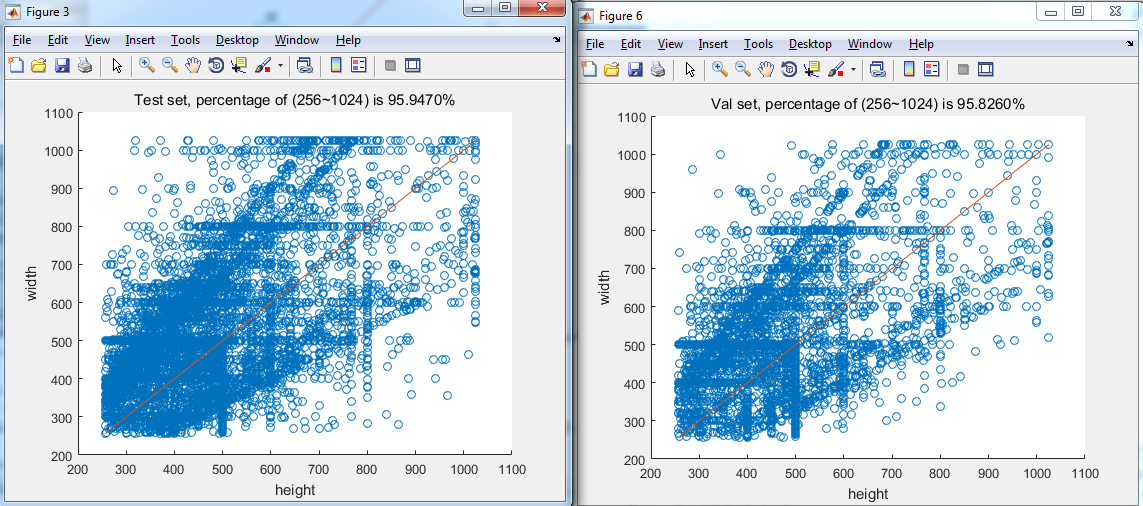 Figure 3
File Edit View Insert Tools Desktop Window Help
Test set, percentage of (256~1024) is 95.9470%
1100
1000
900
800
700
600
500
400
300
200
width
200 300 400 500 600 700 800 900 1000 1100
height
Figure 6
File Edit View Insert Tools Desktop Window Help
Val set, percentage of (256~1024) is 95.8260%
1100
1000
900
800
700
600
500
400
300
200
width
200 300 400 500 600 700 800 900 1000 1100
height